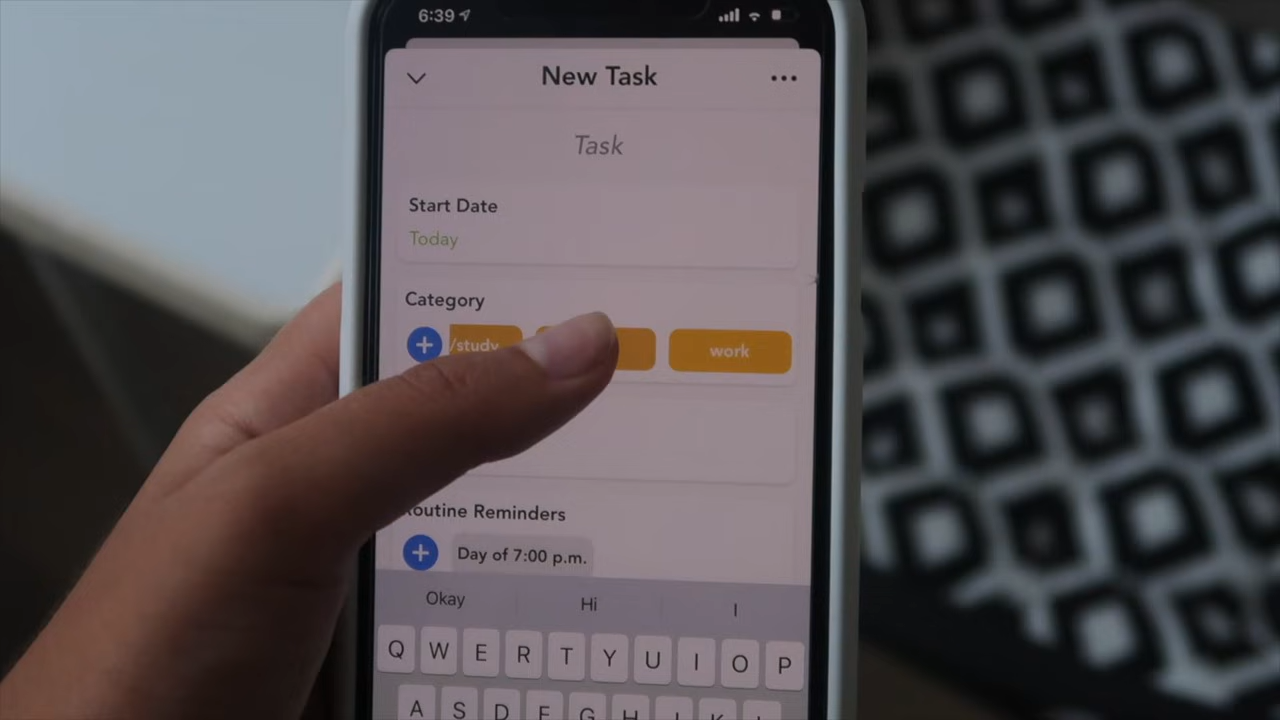 6:39
New Task
Task
Start Date
Today
Category
/study
work
Routine Reminders
Day of 7:00 p.m.
Okay Hi I
Q W E R T Y U I O P
A S D F G H J K L